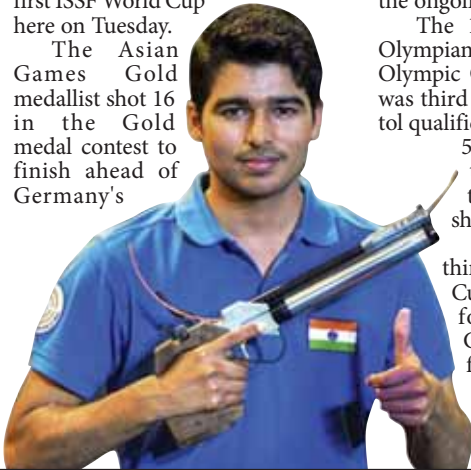 first ISSF World Cup
here on Tuesday.
The Asian
Games Gold
medallist shot 16
in the Gold
medal contest to
finish ahead of
Germany's
the ongoin
The
Olympian
Olympic
was third
tol qualifi
5
sh
thir
Cu
fo